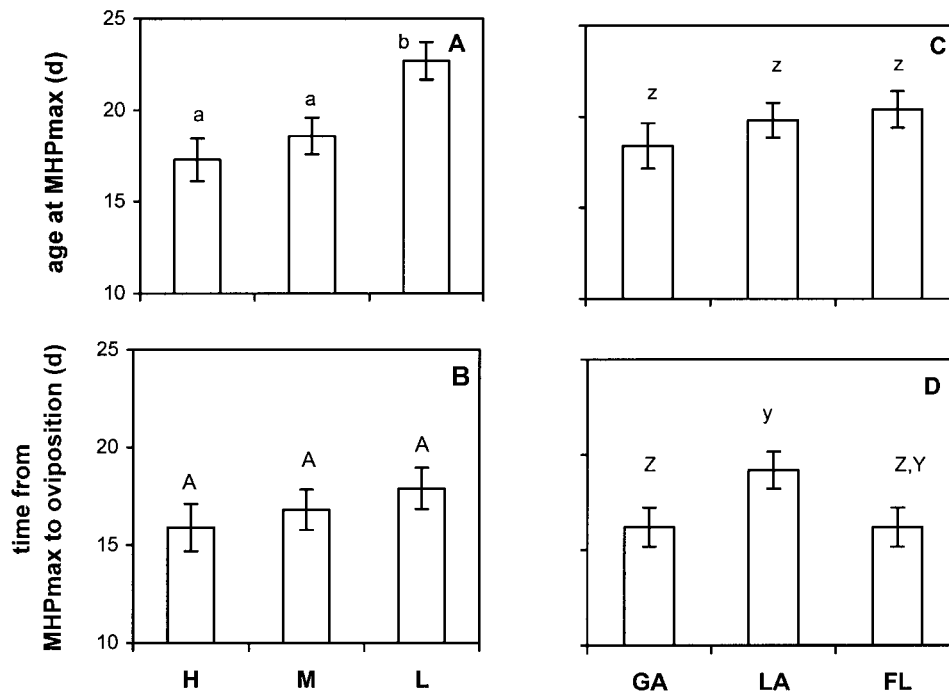 age at MHPmax (d)
25
20
15
10
a
a
b
A
z
z
z
C
time from
MHPmax to oviposition (d)
25
20
15
10
A
A
A
B
H
M
L
Z
y
Z,Y
D
GA
LA
FL